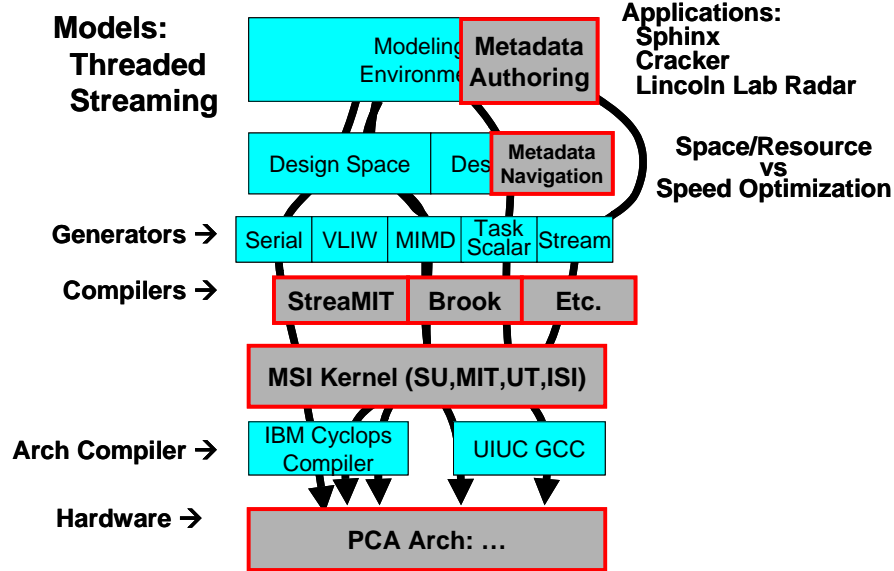 Models:
Threaded
Streaming
Modeling
Environme
Metadata
Authoring
Applications:
Sphinx
Cracker
Lincoln Lab Radar
Design Space
Des
Metadata
Navigation
Space/Resource
vs
Speed Optimization
Generators →
Serial
VLIW
MIMD
Task
Scalar
Stream
Compilers →
StreaMIT
Brook
Etc.
MSI Kernel (SU,MIT,UT,ISI)
Arch Compiler →
IBM Cyclops
Compiler
UIUC GCC
Hardware →
PCA Arch: …